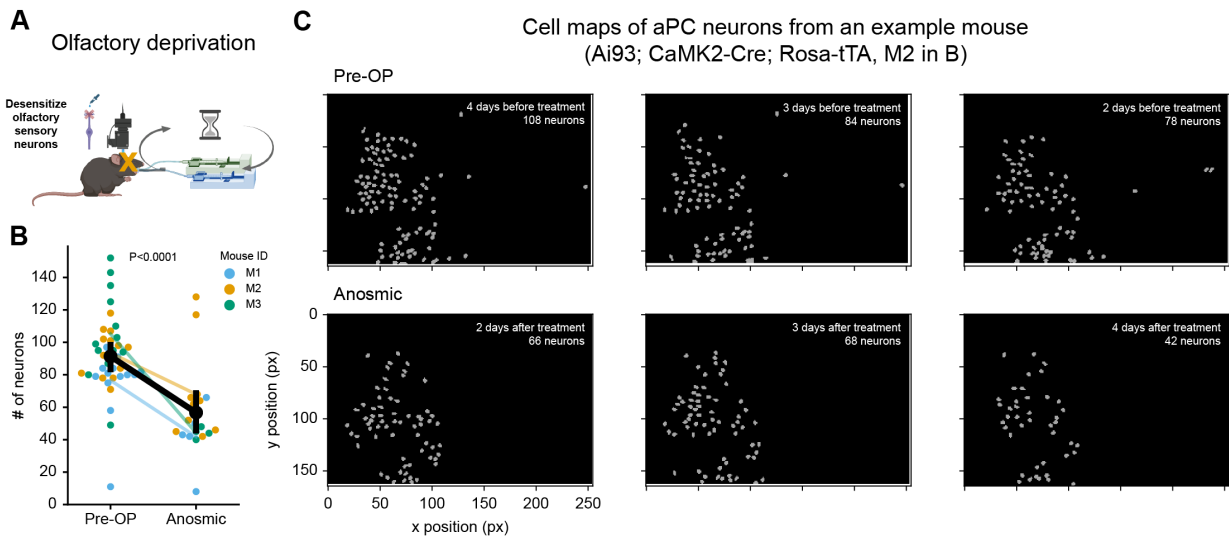 A
Olfactory deprivation
Desensitize
olfactory
sensory
neurons
X
B
P<0.0001
Mouse ID
M1
M2
M3
# of neurons
140
120
100
80
60
40
20
0
Pre-OP
Anosmic
C
Cell maps of aPC neurons from an example mouse
(Ai93; CaMK2-Cre; Rosa-tTA, M2 in B)
Pre-OP
4 days before treatment
108 neurons
3 days before treatment
84 neurons
2 days before treatment
78 neurons
Anosmic
2 days after treatment
66 neurons
3 days after treatment
68 neurons
4 days after treatment
42 neurons
y position (px)
0
50
100
150
0 50 100 150 200 250
x position (px)